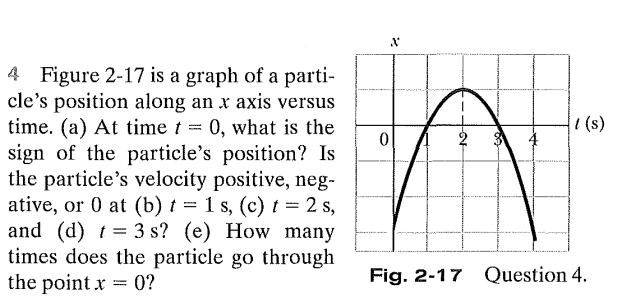 4 Figure 2-17 is a graph of a parti-
cle's position along an x axis versus
time. (a) At time t = 0, what is the
sign of the particle's position? Is
the particle's velocity positive, neg-
ative, or 0 at (b) t = 1 s, (c) t = 2 s,
and (d) t = 3 s? (e) How many
times does the particle go through
the point x = 0?
x
t (s)
0 1 2 3 4
Fig. 2-17 Question 4.